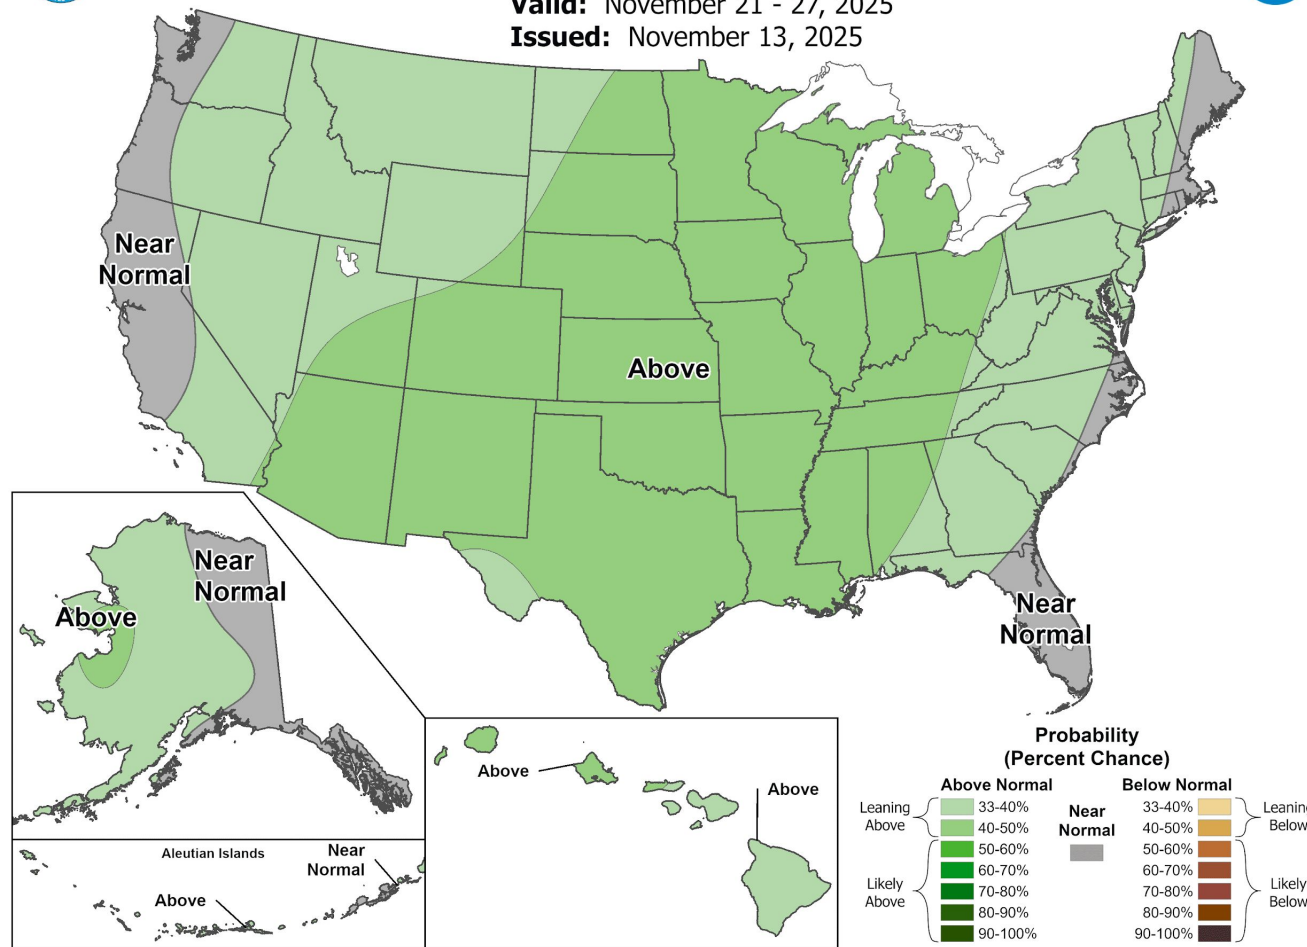 Valid: November 21 - 27, 2025
Issued: November 13, 2025
Near
Normal
Above
Near
Normal
Near
Normal
Above
Above
Above
Aleutian Islands
Near
Normal
Above
Probability
(Percent Chance)
Above Normal
Below Normal
Leaning
Above
33-40%
40-50%
Near
Normal
33-40%
40-50%
Leaning
Below
Likely
Above
50-60%
60-70%
70-80%
80-90%
90-100%
50-60%
60-70%
70-80%
80-90%
90-100%
Likely
Below